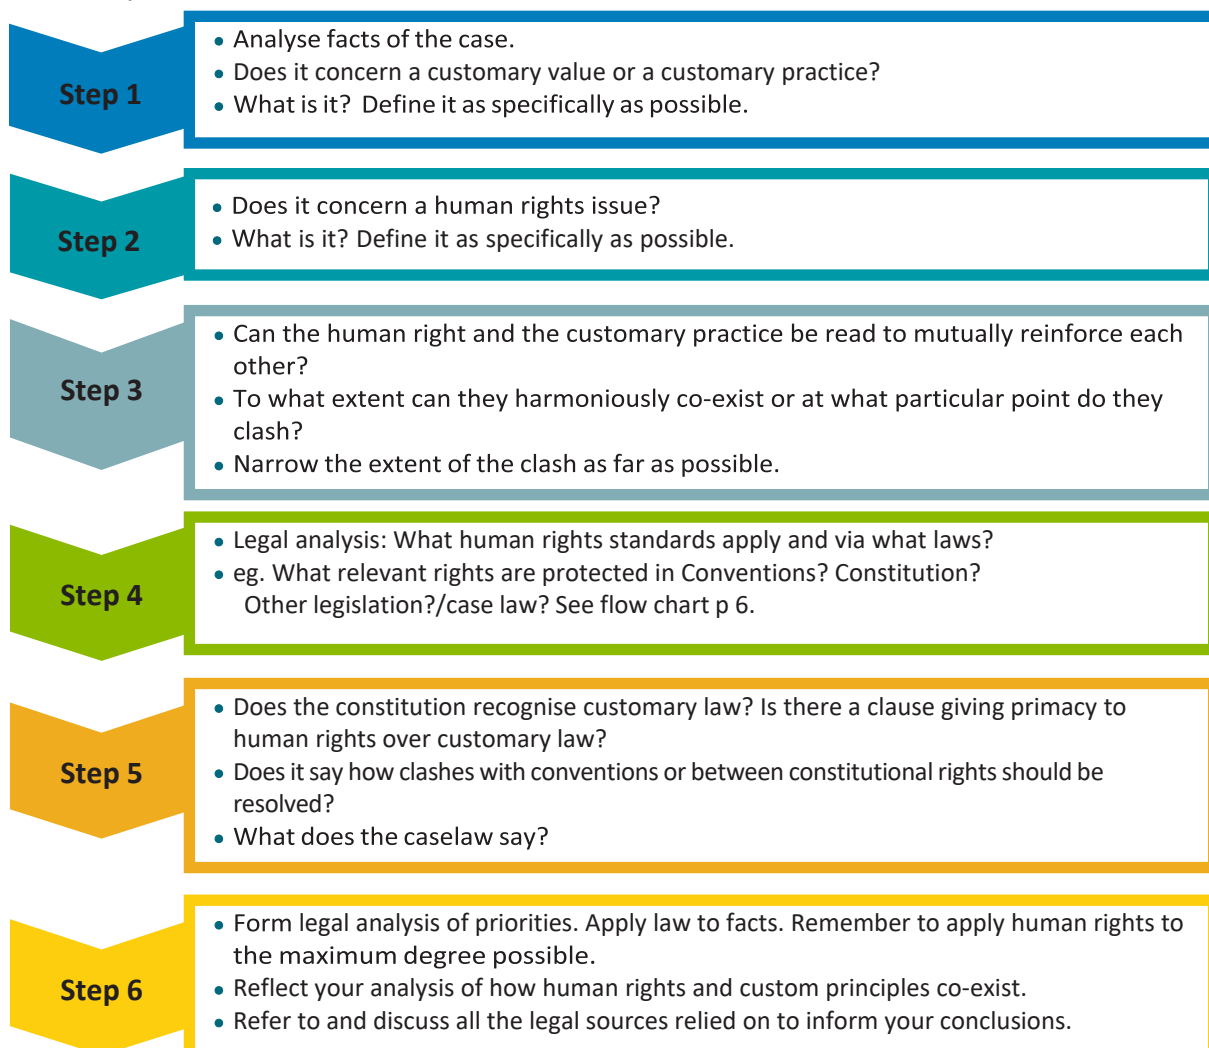 Step 1
• Analyse facts of the case.
• Does it concern a customary value or a customary practice?
• What is it? Define it as specifically as possible.
Step 2
• Does it concern a human rights issue?
• What is it? Define it as specifically as possible.
Step 3
• Can the human right and the customary practice be read to mutually reinforce each
other?
• To what extent can they harmoniously co-exist or at what particular point do they
clash?
• Narrow the extent of the clash as far as possible.
Step 4
• Legal analysis: What human rights standards apply and via what laws?
• eg. What relevant rights are protected in Conventions? Constitution?
Other legislation?/case law? See flow chart p 6.
Step 5
• Does the constitution recognise customary law? Is there a clause giving primacy to
human rights over customary law?
• Does it say how clashes with conventions or between constitutional rights should be
resolved?
• What does the caselaw say?
Step 6
• Form legal analysis of priorities. Apply law to facts. Remember to apply human rights to
the maximum degree possible.
• Reflect your analysis of how human rights and custom principles co-exist.
• Refer to and discuss all the legal sources relied on to inform your conclusions.